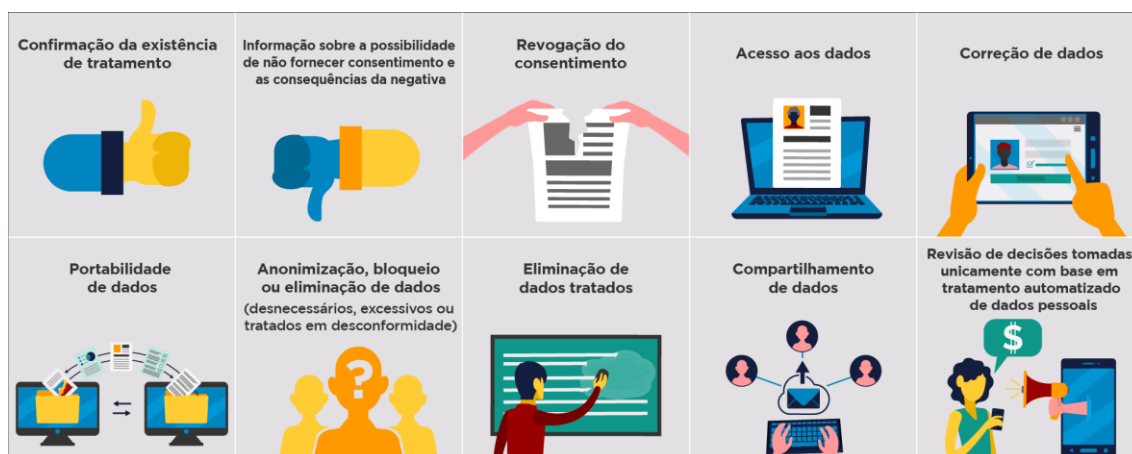 Confirmação da existência
de tratamento
Informação sobre a possibilidade
de não fornecer consentimento e
as consequências da negativa
Revogação do
consentimento
Acesso aos dados
Correção de dados
Portabilidade
de dados
Anonimização, bloqueio
ou eliminação de dados
(desnecessários, excessivos ou
tratados em desconformidade)
Eliminação de
dados tratados
Compartilhamento
de dados
Revisão de decisões tomadas
unicamente com base em
tratamento automatizado
de dados pessoais
$
?